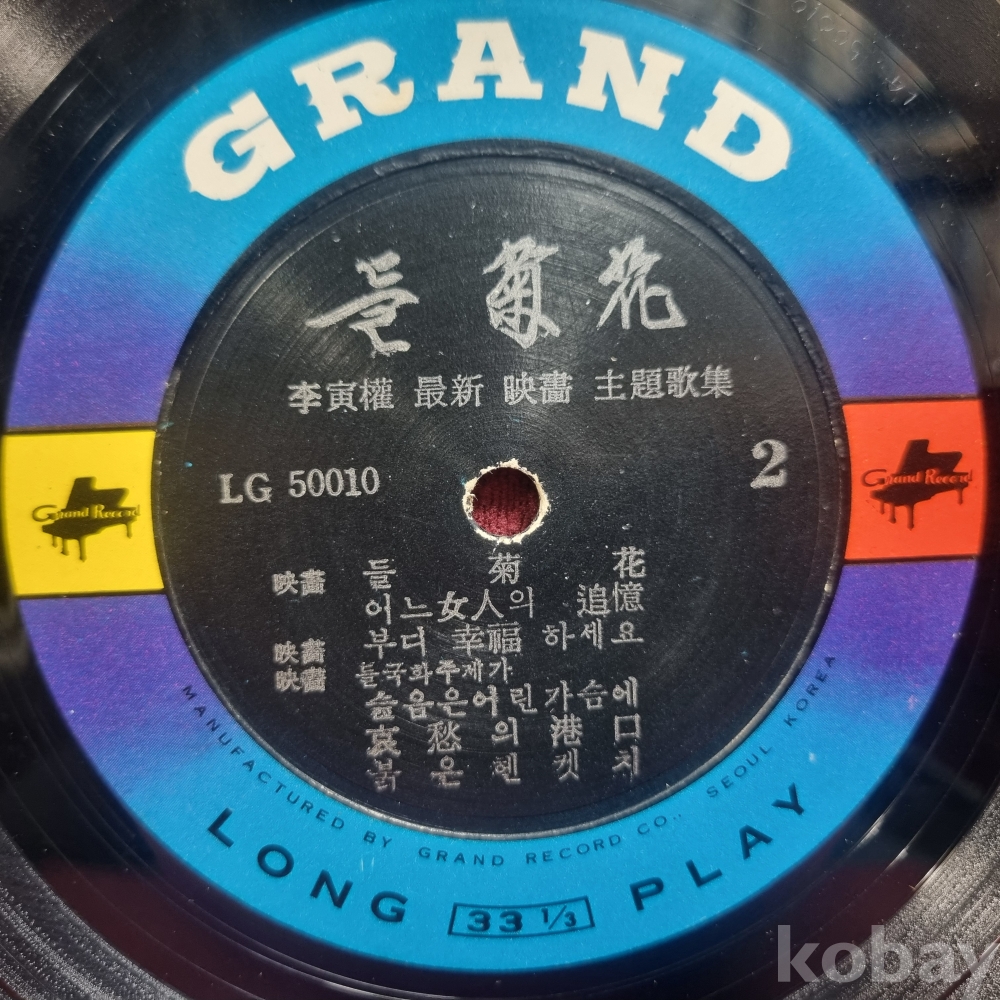 GRAND
들菊花
李寅權 最新 映畵 主題歌集
LG 50010
2
Grand Record
Grand Record
映畵 들菊花
어느女人의 追憶
映畵 부디 幸福하세요
映畵 들국화주제가
슬음은어린가슴에
哀愁의港口
붉은헨켓치
MANUFACTURED BY GRAND RECORD CO., SEOUL KOREA
LONG PLAY
33 1/3
kobay